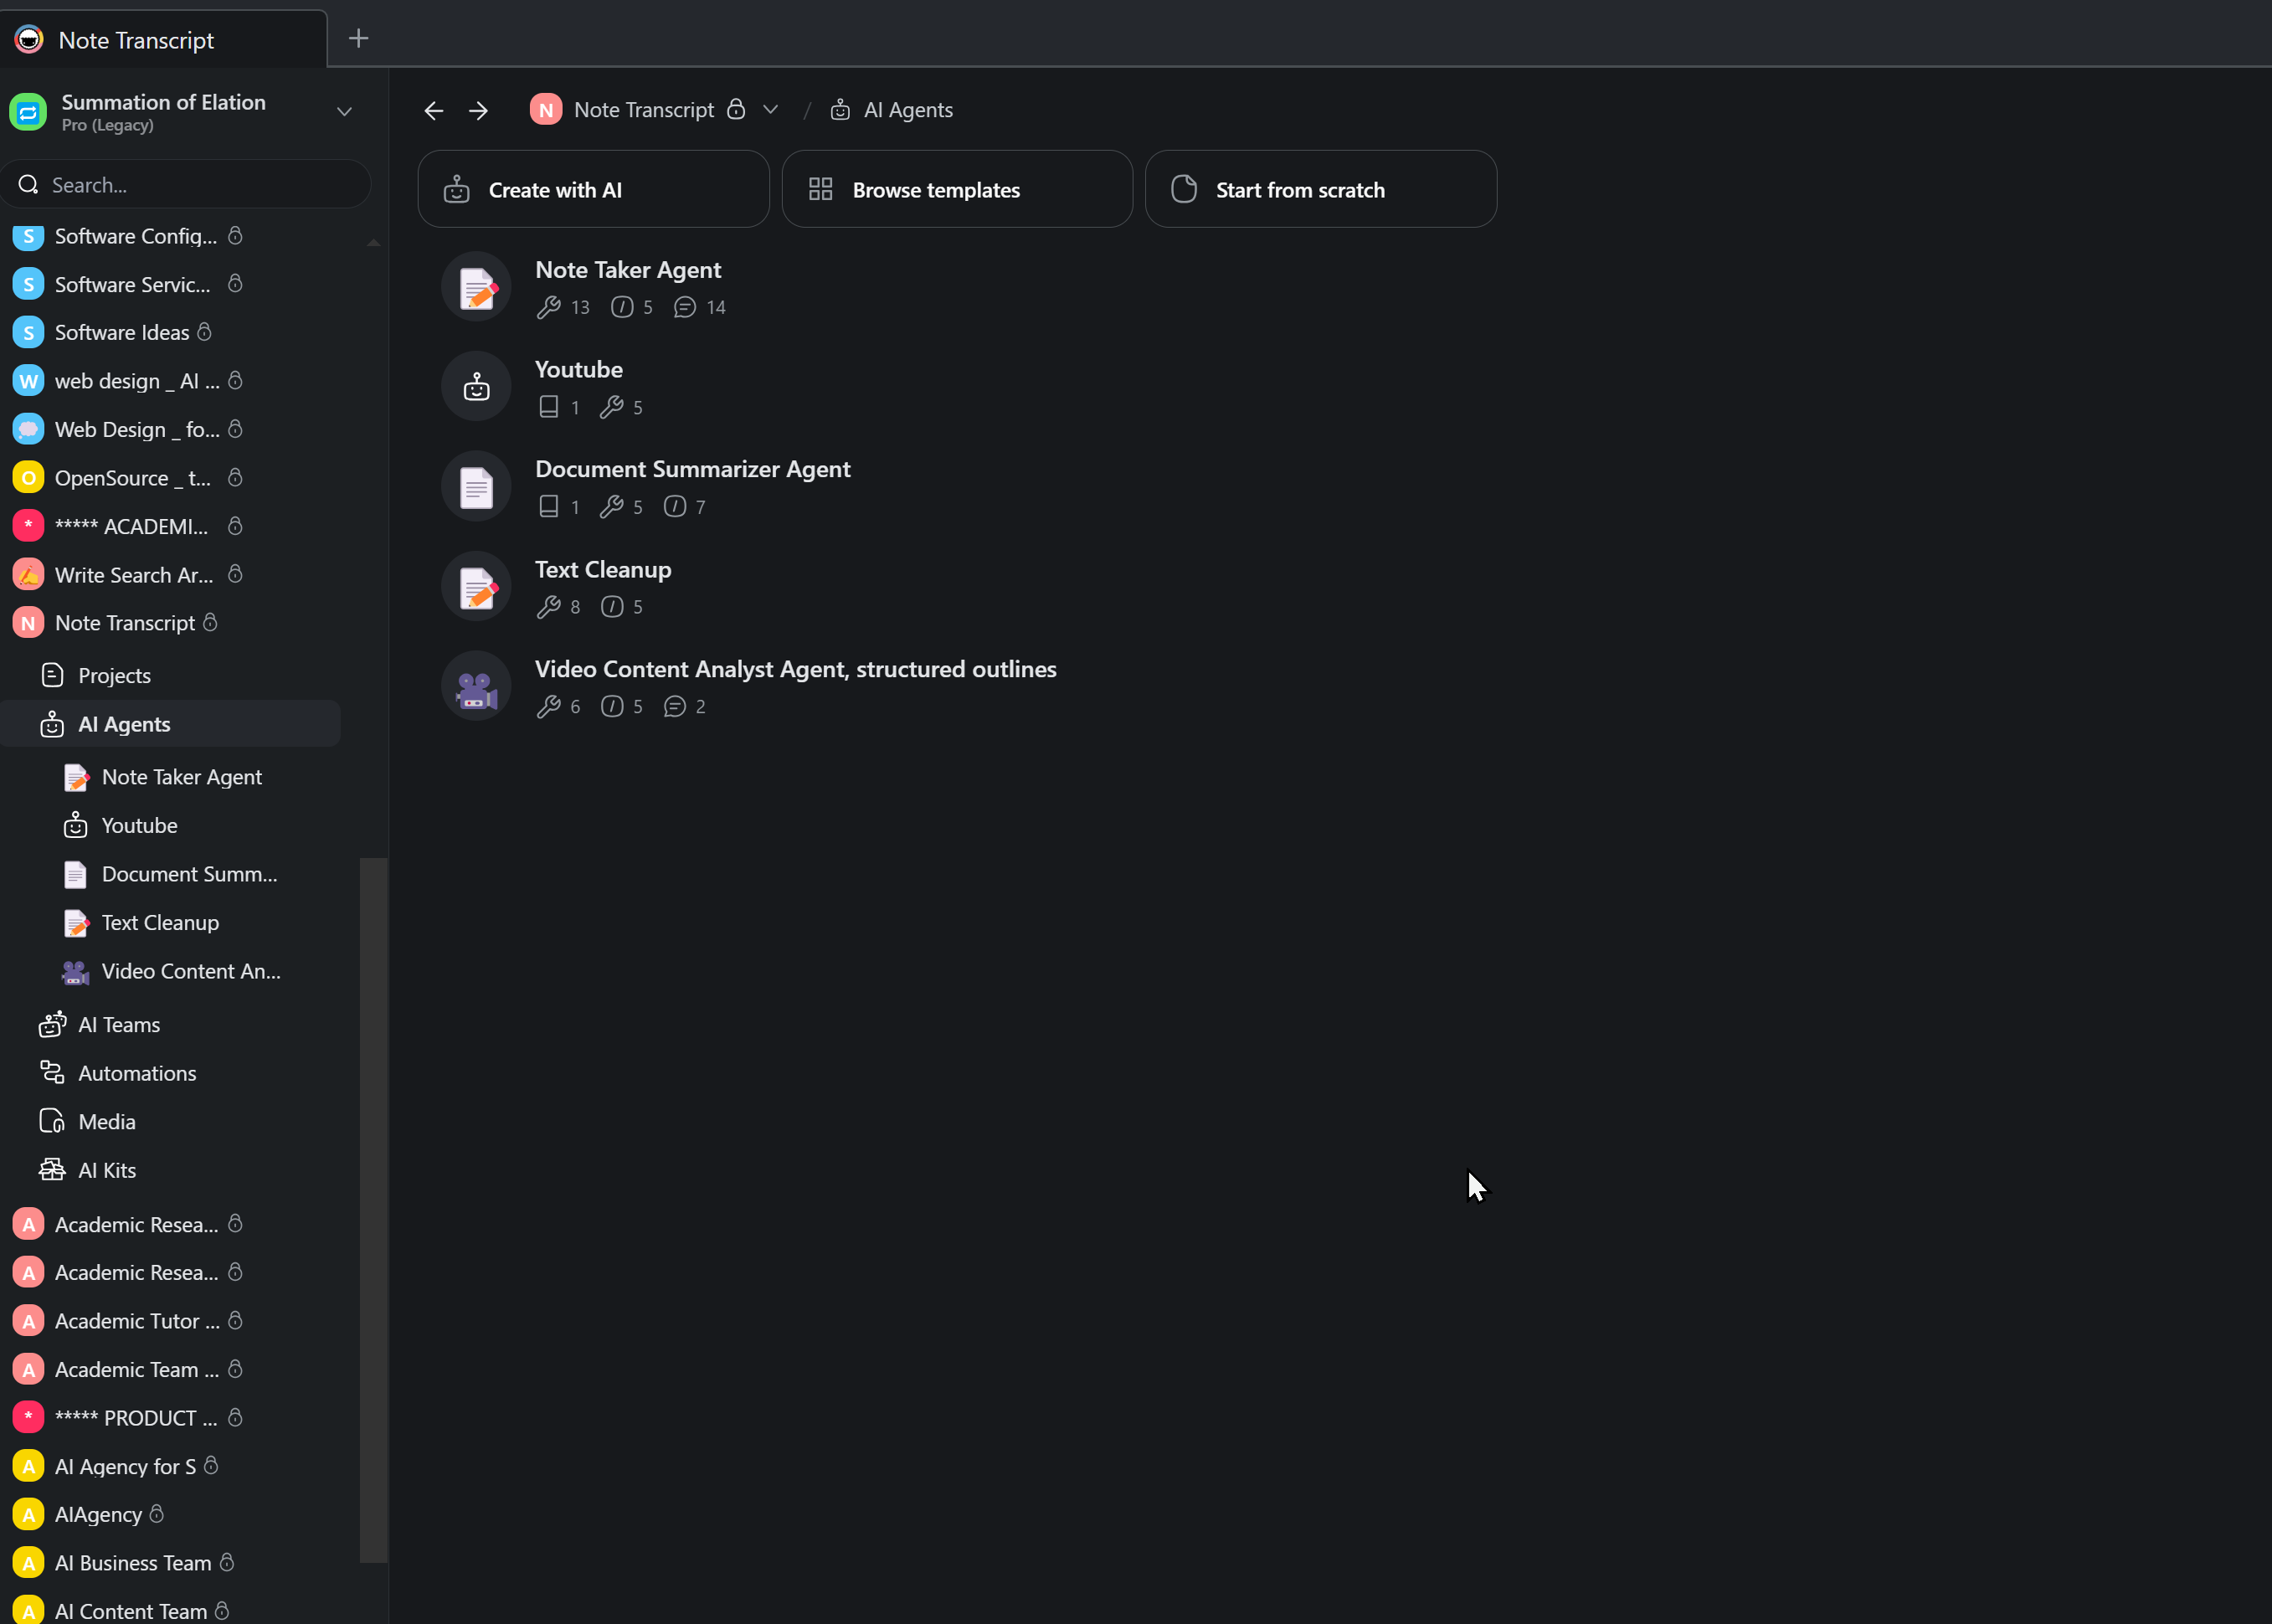 Note Transcript
Summation of Elation
Pro (Legacy)
Search...
Software Config...
Software Servic...
Software Ideas
web design _ AI ...
Web Design _ fo...
OpenSource _ t...
***** ACADEMI...
Write Search Ar...
Note Transcript
Projects
AI Agents
Note Taker Agent
Youtube
Document Summ...
Text Cleanup
Video Content An...
AI Teams
Automations
Media
AI Kits
Academic Resea...
Academic Resea...
Academic Tutor ...
Academic Team ...
***** PRODUCT ...
AI Agency for S
AIAgency
AI Business Team
AI Content Team
N Note Transcript / AI Agents
Create with AI
Browse templates
Start from scratch
Note Taker Agent
13 5 14
Youtube
1 5
Document Summarizer Agent
1 5 7
Text Cleanup
8 5
Video Content Analyst Agent, structured outlines
6 5 2